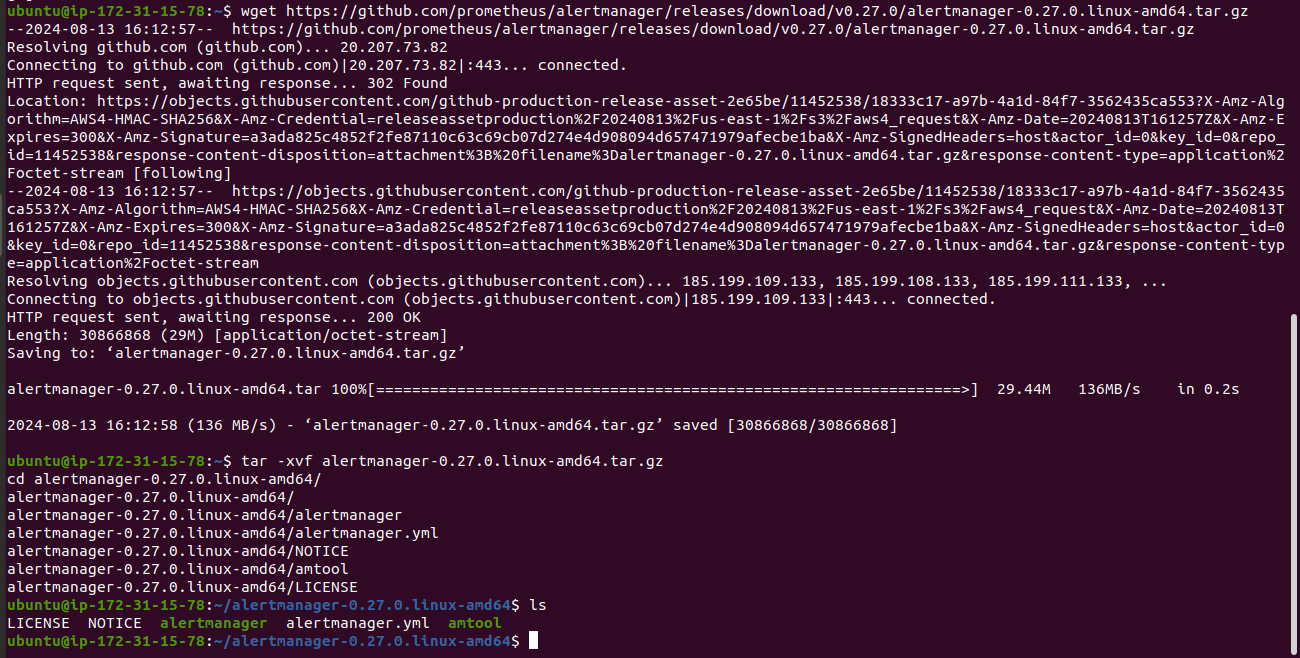 ubuntu@ip-172-31-15-78:~$ wget https://github.com/prometheus/alertmanager/releases/download/v0.27.0/alertmanager-0.27.0.linux-amd64.tar.gz
--2024-08-13 16:12:57--  https://github.com/prometheus/alertmanager/releases/download/v0.27.0/alertmanager-0.27.0.linux-amd64.tar.gz
Resolving github.com (github.com)... 20.207.73.82
Connecting to github.com (github.com)|20.207.73.82|:443... connected.
HTTP request sent, awaiting response... 302 Found
Location: https://objects.githubusercontent.com/github-production-release-asset-2e65be/11452538/18333c17-a97b-4a1d-84f7-3562435ca553?X-Amz-Alg
orithm=AWS4-HMAC-SHA256&X-Amz-Credential=releaseassetproduction%2F20240813%2Fus-east-1%2Fs3%2Faws4_request&X-Amz-Date=20240813T161257Z&X-Amz-E
xpires=300&X-Amz-Signature=a3ada825c4852f2fe87110c63c69cb07d274e4d908094d657471979afecbe1ba&X-Amz-SignedHeaders=host&actor_id=0&key_id=0&repo_
id=11452538&response-content-disposition=attachment%3B%20filename%3Dalertmanager-0.27.0.linux-amd64.tar.gz&response-content-type=application%2
Foctet-stream [following]
--2024-08-13 16:12:57--  https://objects.githubusercontent.com/github-production-release-asset-2e65be/11452538/18333c17-a97b-4a1d-84f7-3562435
ca553?X-Amz-Algorithm=AWS4-HMAC-SHA256&X-Amz-Credential=releaseassetproduction%2F20240813%2Fus-east-1%2Fs3%2Faws4_request&X-Amz-Date=20240813T
161257Z&X-Amz-Expires=300&X-Amz-Signature=a3ada825c4852f2fe87110c63c69cb07d274e4d908094d657471979afecbe1ba&X-Amz-SignedHeaders=host&actor_id=0
&key_id=0&repo_id=11452538&response-content-disposition=attachment%3B%20filename%3Dalertmanager-0.27.0.linux-amd64.tar.gz&response-content-typ
e=application%2Foctet-stream
Resolving objects.githubusercontent.com (objects.githubusercontent.com)... 185.199.109.133, 185.199.108.133, 185.199.111.133, ...
Connecting to objects.githubusercontent.com (objects.githubusercontent.com)|185.199.109.133|:443... connected.
HTTP request sent, awaiting response... 200 OK
Length: 30866868 (29M) [application/octet-stream]
Saving to: ‘alertmanager-0.27.0.linux-amd64.tar.gz’
alertmanager-0.27.0.linux-amd64.tar 100%[=================================================================>]  29.44M   136MB/s    in 0.2s
2024-08-13 16:12:58 (136 MB/s) - ‘alertmanager-0.27.0.linux-amd64.tar.gz’ saved [30866868/30866868]
ubuntu@ip-172-31-15-78:~$ tar -xvf alertmanager-0.27.0.linux-amd64.tar.gz
cd alertmanager-0.27.0.linux-amd64/
alertmanager-0.27.0.linux-amd64/
alertmanager-0.27.0.linux-amd64/alertmanager
alertmanager-0.27.0.linux-amd64/alertmanager.yml
alertmanager-0.27.0.linux-amd64/NOTICE
alertmanager-0.27.0.linux-amd64/amtool
alertmanager-0.27.0.linux-amd64/LICENSE
ubuntu@ip-172-31-15-78:~/alertmanager-0.27.0.linux-amd64$ ls
LICENSE  NOTICE  alertmanager  alertmanager.yml  amtool
ubuntu@ip-172-31-15-78:~/alertmanager-0.27.0.linux-amd64$